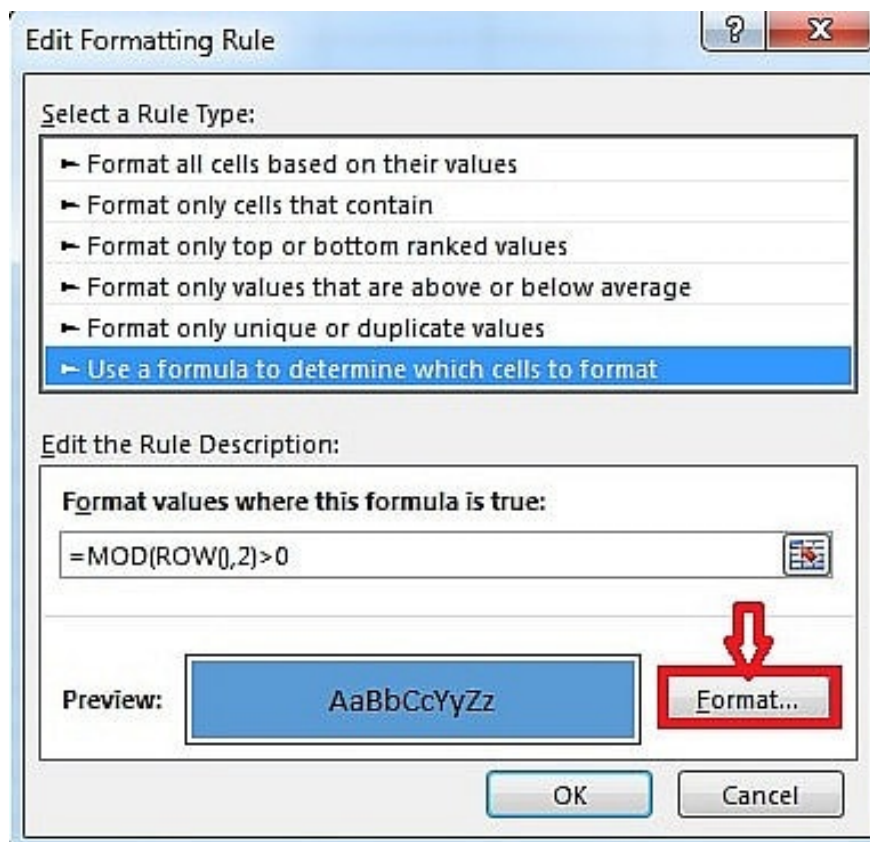 Edit Formatting Rule
?
Select a Rule Type:
► Format all cells based on their values
► Format only cells that contain
► Format only top or bottom ranked values
► Format only values that are above or below average
► Format only unique or duplicate values
► Use a formula to determine which cells to format
Edit the Rule Description:
Format values where this formula is true:
=MOD(ROW(),2)>0
Preview:
AaBbCcYyZz
Format...
OK
Cancel